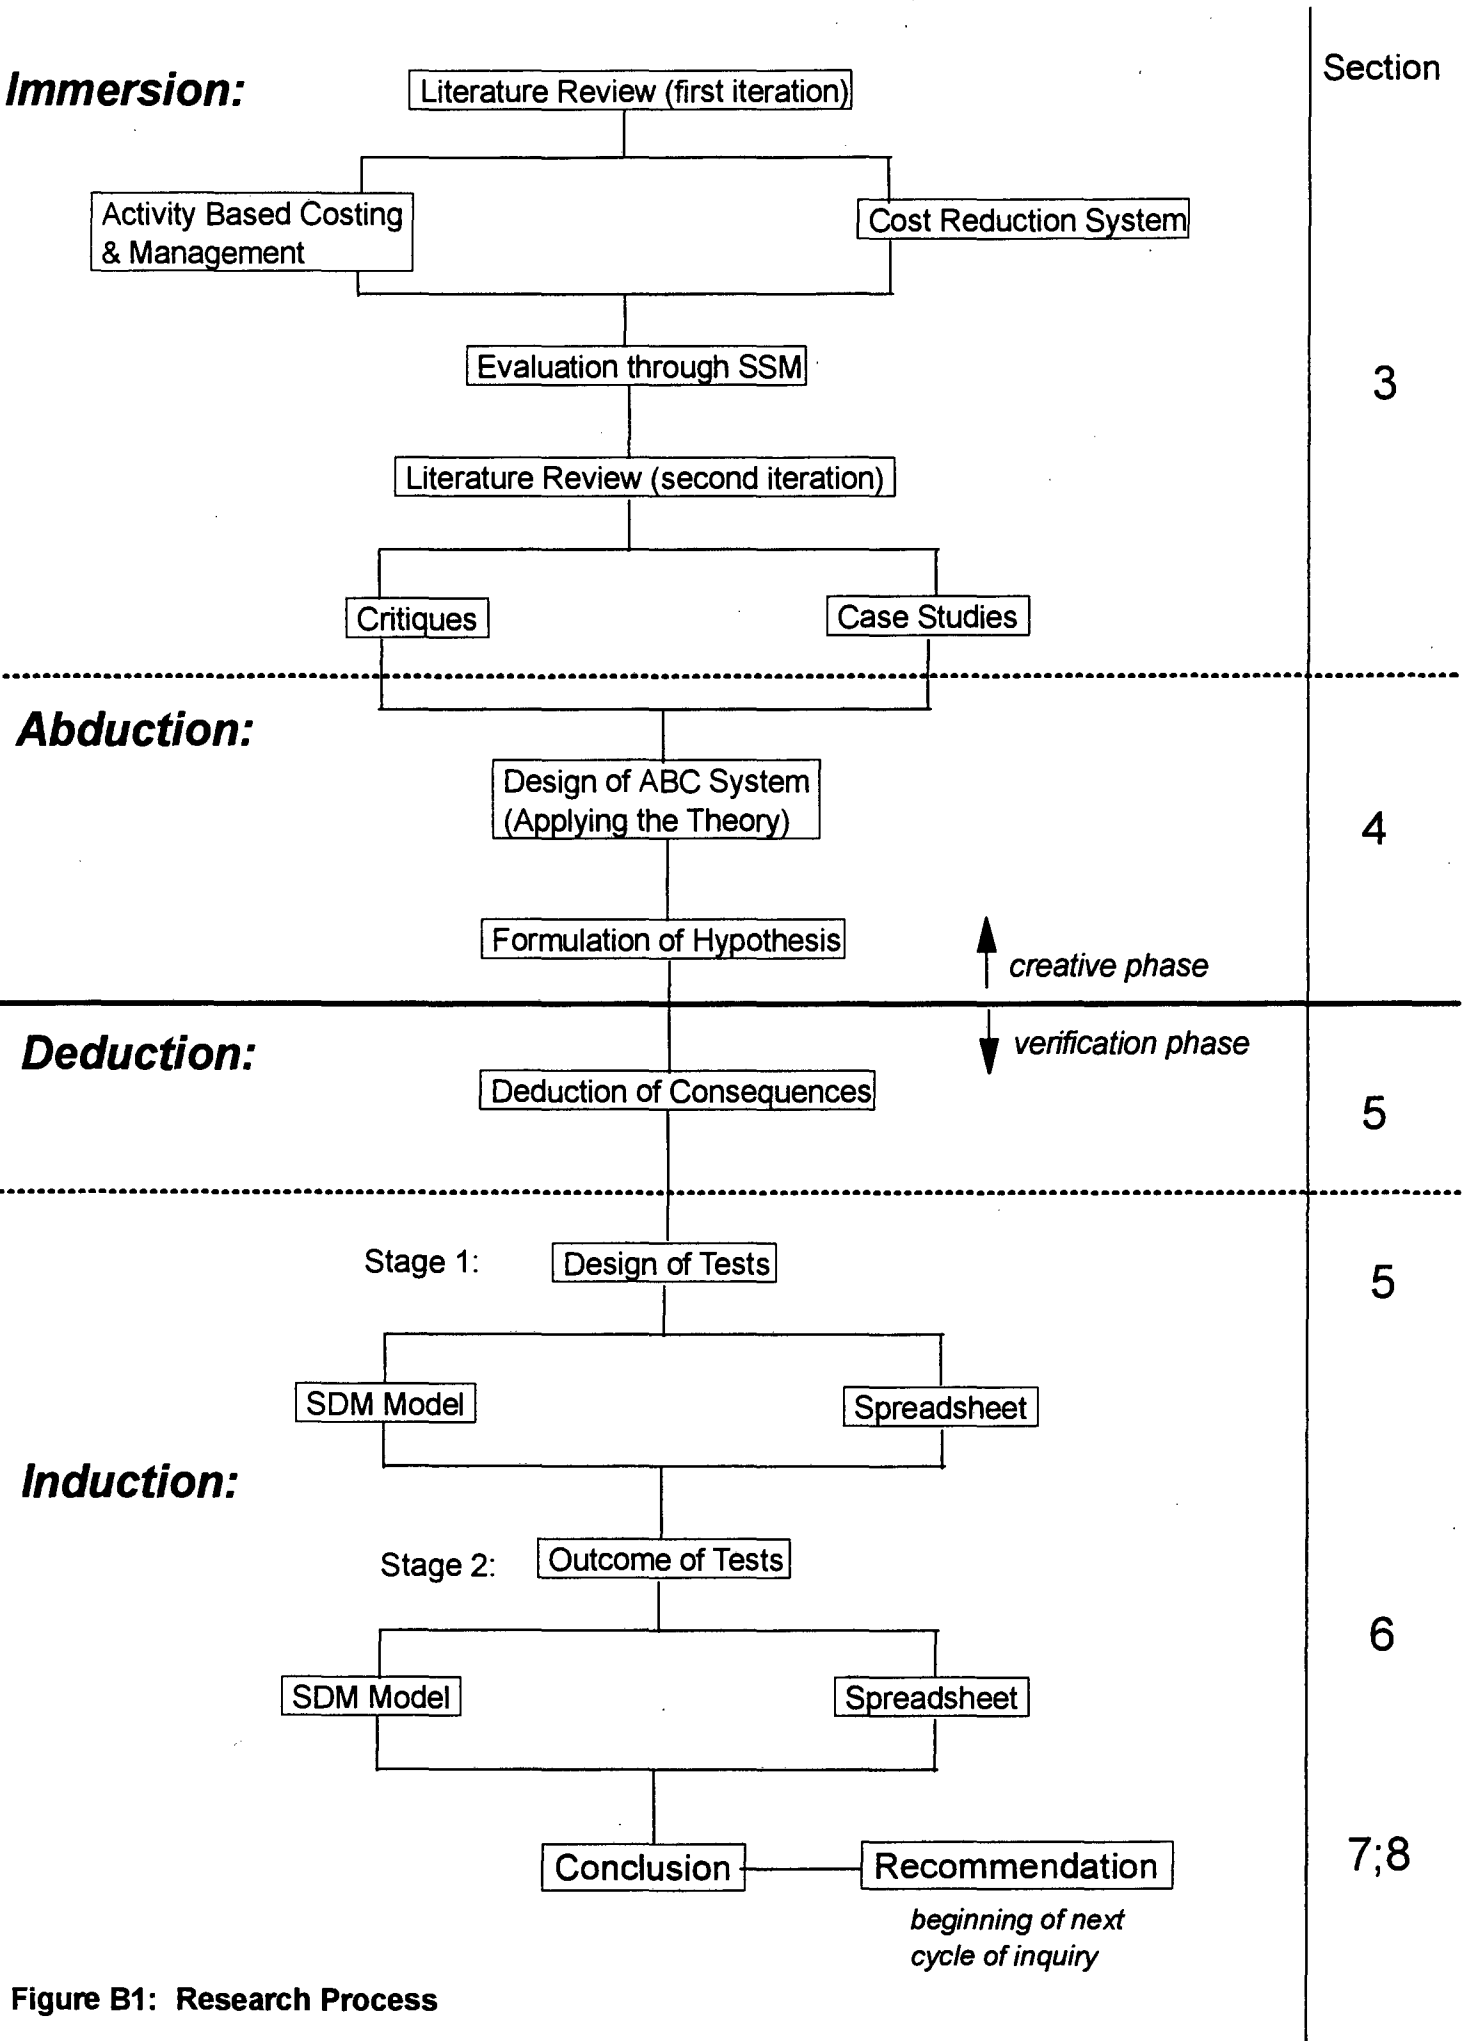 Section
Immersion:
Literature Review (first iteration)
Activity Based Costing
& Management
Cost Reduction System
Evaluation through SSM
3
Literature Review (second iteration)
Critiques
Case Studies
Abduction:
Design of ABC System
(Applying the Theory)
4
Formulation of Hypothesis
creative phase
Deduction:
verification phase
Deduction of Consequences
5
Stage 1:
Design of Tests
5
SDM Model
Spreadsheet
Induction:
Stage 2:
Outcome of Tests
6
SDM Model
Spreadsheet
Conclusion
Recommendation
7;8
beginning of next
cycle of inquiry
Figure B1: Research Process